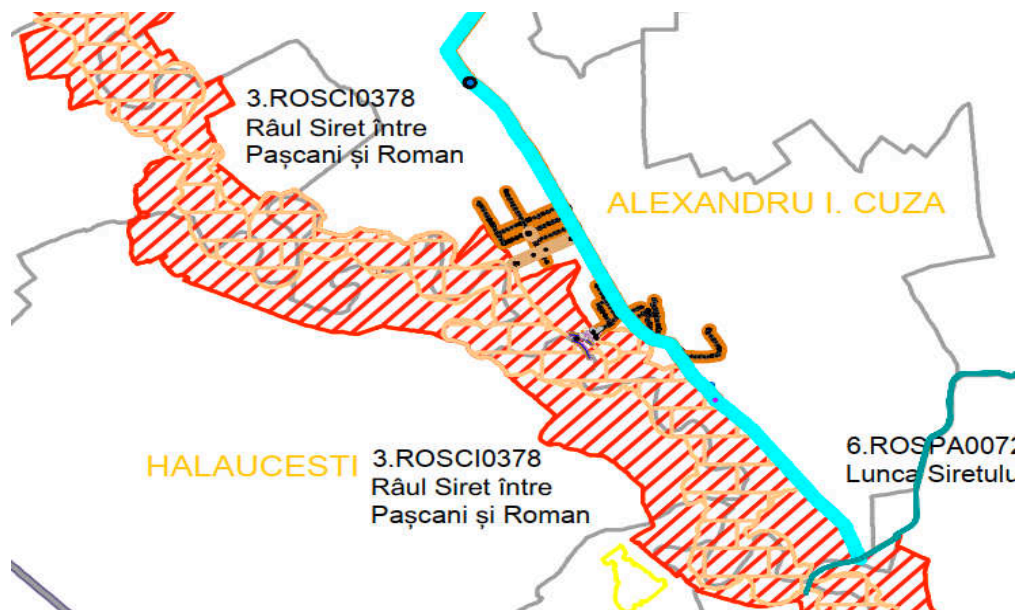 3.ROSCI0378
Râul Siret între
Pașcani și Roman
ALEXANDRU I. CUZA
HALAUCESTI
3.ROSCI0378
Râul Siret între
Pașcani și Roman
6.ROSPA0072
Lunca Siretulu